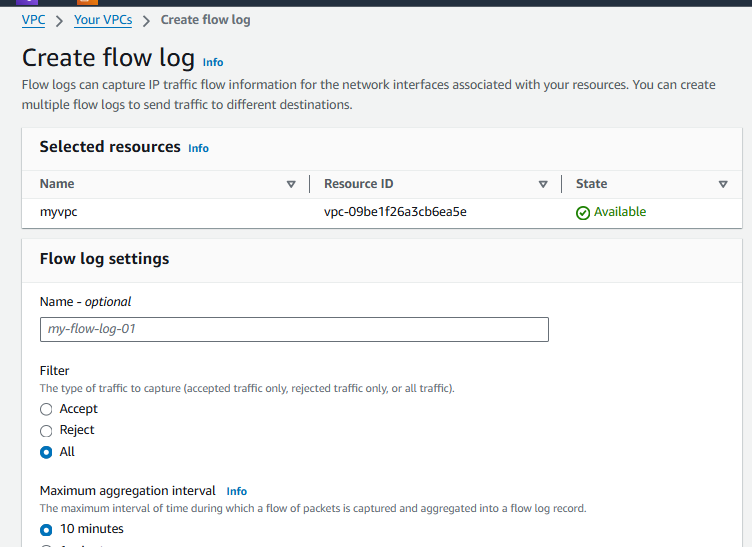 VPC > Your VPCs > Create flow log
Create flow log Info
Flow logs can capture IP traffic flow information for the network interfaces associated with your resources. You can create
multiple flow logs to send traffic to different destinations.
Selected resources Info
Name Resource ID State
myvpc vpc-09be1f26a3cb6ea5e Available
Flow log settings
Name - optional
my-flow-log-01
Filter
The type of traffic to capture (accepted traffic only, rejected traffic only, or all traffic).
Accept
Reject
All
Maximum aggregation interval Info
The maximum interval of time during which a flow of packets is captured and aggregated into a flow log record.
10 minutes